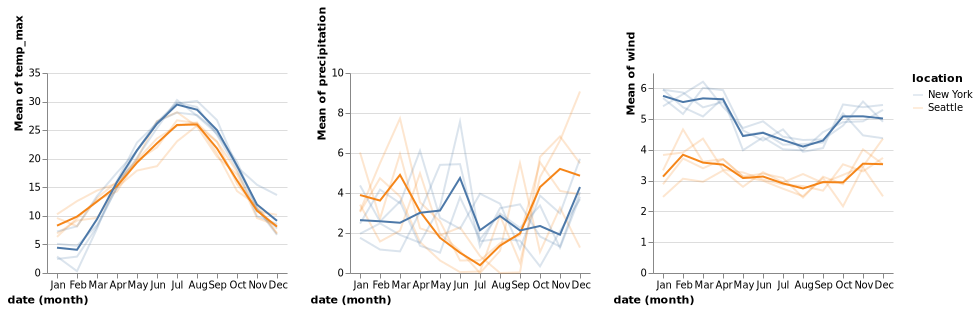 Mean of temp_max
35
30
25
20
15
10
5
0
Jan Feb Mar Apr May Jun Jul Aug Sep Oct Nov Dec
date (month)
Mean of precipitation
10
8
6
4
2
0
Jan Feb Mar Apr May Jun Jul Aug Sep Oct Nov Dec
date (month)
Mean of wind
6
5
4
3
2
1
0
Jan Feb Mar Apr May Jun Jul Aug Sep Oct Nov Dec
date (month)
location
New York
Seattle